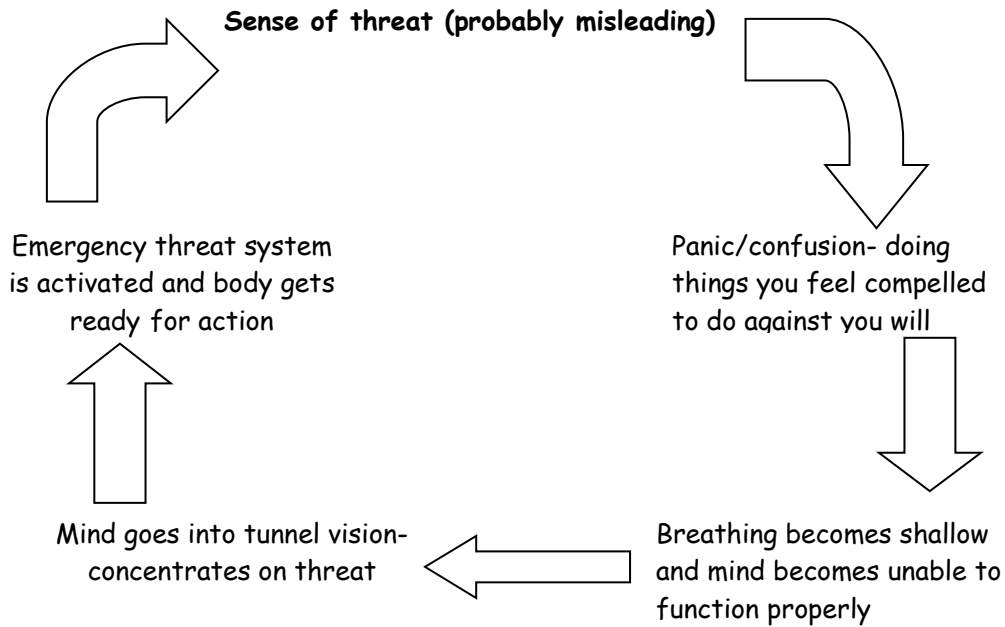 Sense of threat (probably misleading)
Panic/confusion- doing
things you feel compelled
to do against you will
Breathing becomes shallow
and mind becomes unable to
function properly
Mind goes into tunnel vision-
concentrates on threat
Emergency threat system
is activated and body gets
ready for action